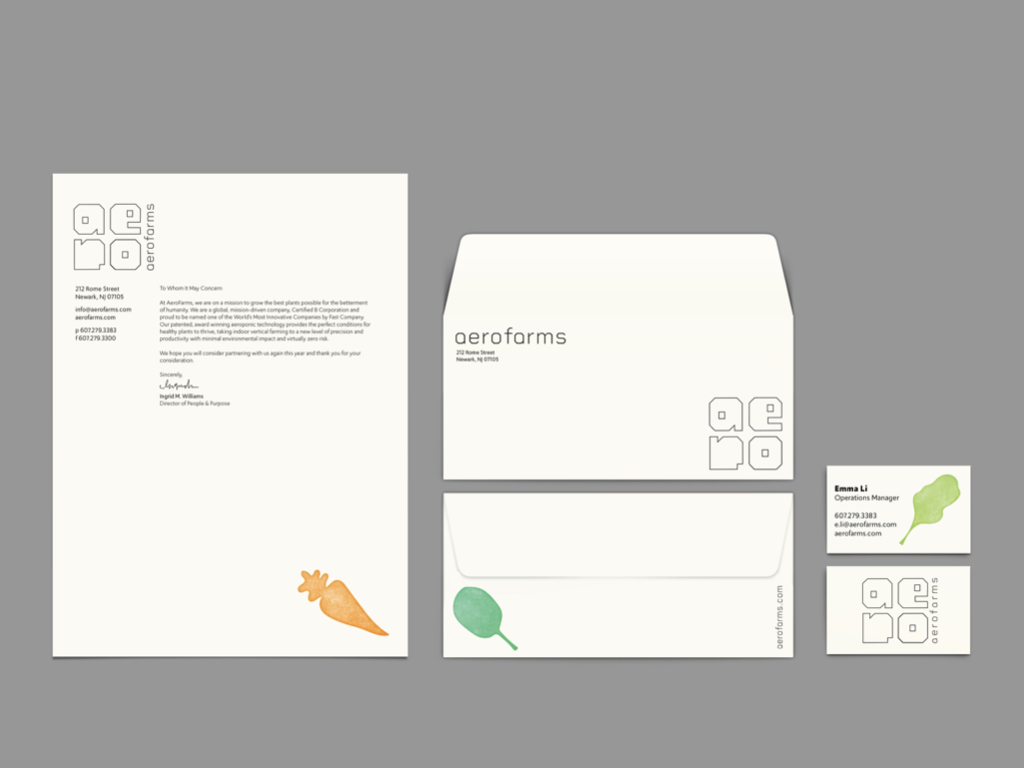 ae
ro
aerofarms
212 Rome Street
Newark, NJ 07105
info@aerofarms.com
aerofarms.com
p 607.279.3383
f 607.279.3300
To Whom It May Concern:
At AeroFarms, we are on a mission to grow the best plants possible for the betterment
of humanity. We are a global, mission-driven company, Certified B Corporation and
proud to be named one of the World's Most Innovative Companies by Fast Company.
Our patented, award winning aeroponic technology provides the perfect conditions for
healthy plants to thrive, taking indoor vertical farming to a new level of precision and
productivity with minimal environmental impact and virtually zero risk.
We hope you will consider partnering with us again this year and thank you for your
consideration.
Sincerely,
Ingrid M. Williams
Director of People & Purpose
aerofarms
212 Rome Street
Newark, NJ 07105
ae
ro
aerofarms.com
Emma Li
Operations Manager
607.279.3383
e.li@aerofarms.com
aerofarms.com
ae
ro
aerofarms